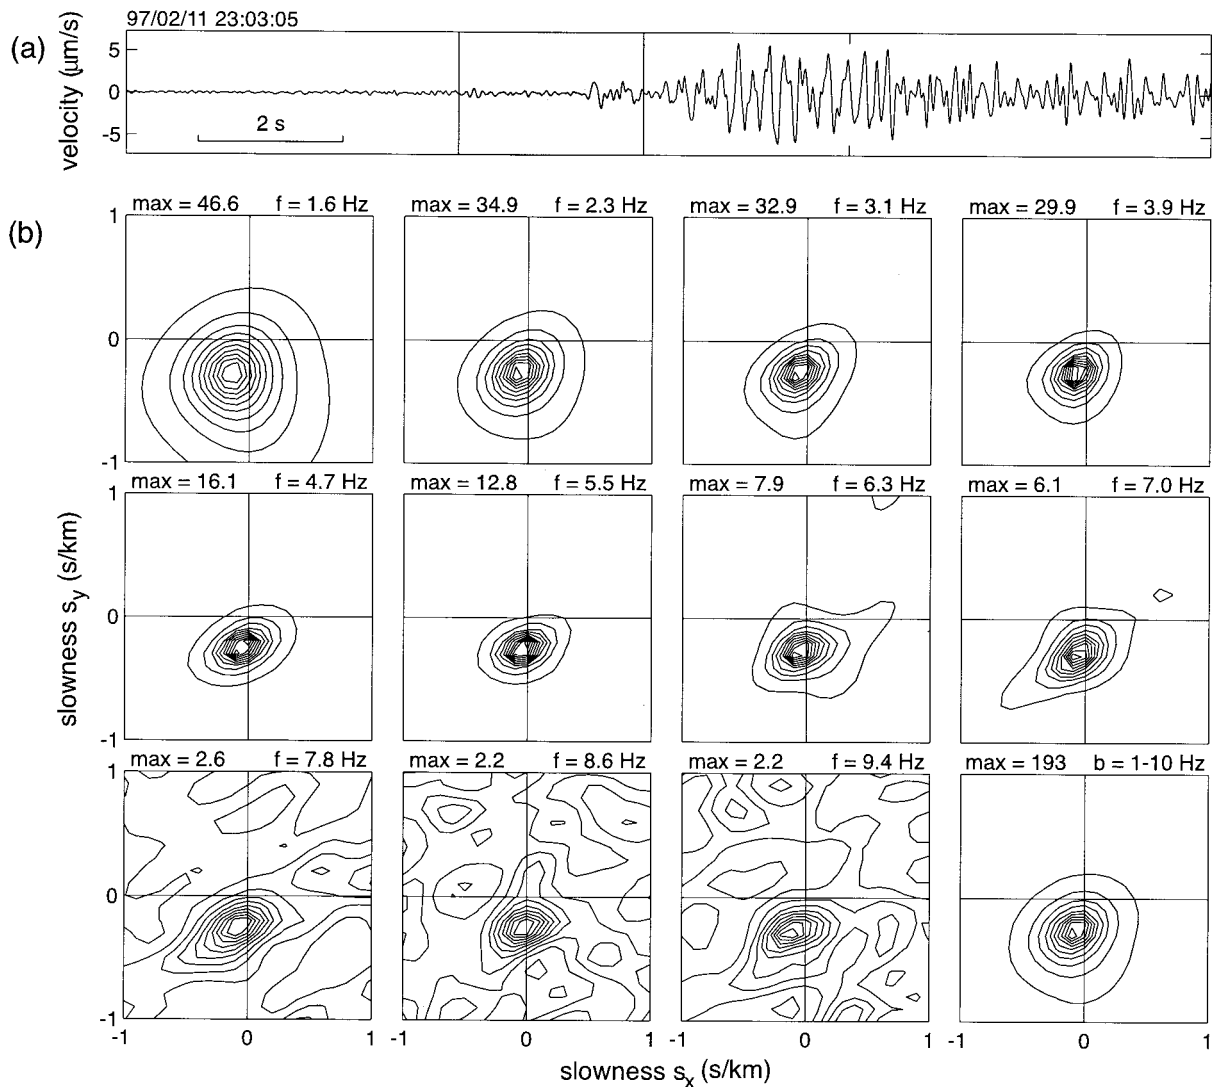 97/02/11 23:03:05
(a)
velocity (μm/s)
5
0
-5
2 s
(b)
max = 46.6 f = 1.6 Hz max = 34.9 f = 2.3 Hz max = 32.9 f = 3.1 Hz max = 29.9 f = 3.9 Hz
1
0
-1
max = 16.1 f = 4.7 Hz max = 12.8 f = 5.5 Hz max = 7.9 f = 6.3 Hz max = 6.1 f = 7.0 Hz
1
0
-1
slowness sy (s/km)
max = 2.6 f = 7.8 Hz max = 2.2 f = 8.6 Hz max = 2.2 f = 9.4 Hz max = 193 b = 1-10 Hz
1
0
-1
-1 0 1 -1 0 1 -1 0 1 -1 0 1
slowness sx (s/km)